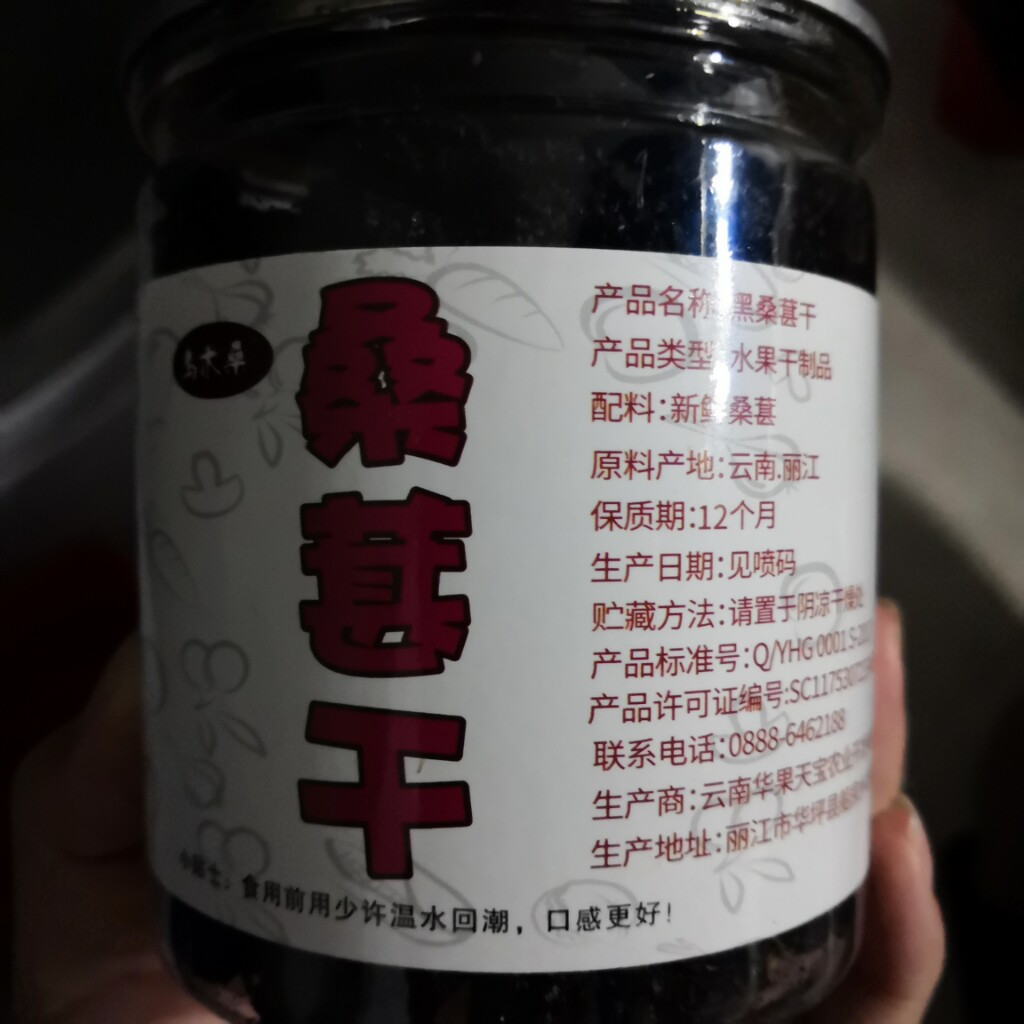 桑葚干
产品名称:黑桑葚干
产品类型:水果干制品
配料:新鲜桑葚
原料产地:云南.丽江
保质期:12个月
生产日期:见喷码
贮藏方法:请置于阴凉干燥处
产品标准号:Q/YHG 0001 S
产品许可证编号:SC1175307
联系电话:0888-6462188
生产商:云南华果天宝农业
生产地址:丽江市华坪县
小贴士:食用前用少许温水回潮，口感更好!